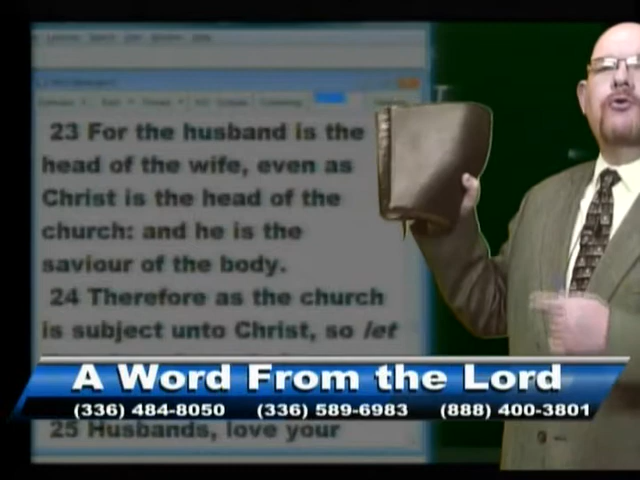 23 For the husband is the
head of the wife, even as
Christ is the head of the
church: and he is the
saviour of the body.
24 Therefore as the church
is subject unto Christ, so let
A Word From the Lord
(336) 484-8050 (336) 589-6983 (888) 400-3801
25 Husbands, love your